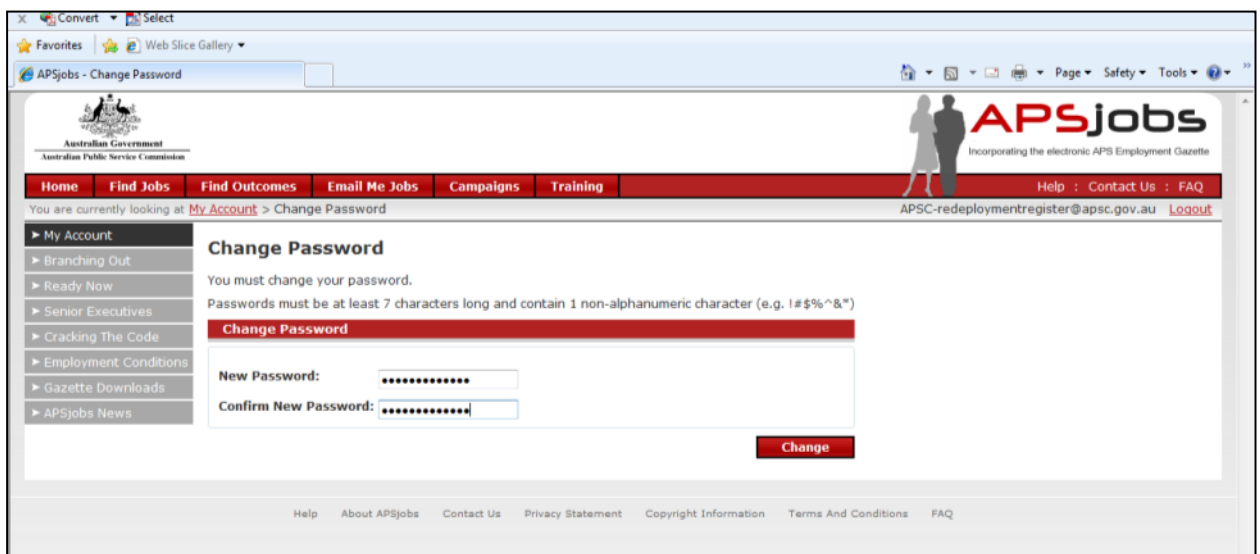 X Convert Select
Favorites Web Slice Gallery
APSjobs - Change Password Page Safety Tools
Australian Government
Australian Public Service Commission
APSjobs
Incorporating the electronic APS Employment Gazette
Home Find Jobs Find Outcomes Email Me Jobs Campaigns Training Help : Contact Us : FAQ
You are currently looking at My Account > Change Password APSC-redeploymentregister@apsc.gov.au Logout
My Account
Branching Out
Ready Now
Senior Executives
Cracking The Code
Employment Conditions
Gazette Downloads
APSjobs News
Change Password
You must change your password.
Passwords must be at least 7 characters long and contain 1 non-alphanumeric character (e.g. !#$%^&*)
Change Password
New Password: •••••••••••••
Confirm New Password: •••••••••••••
Change
Help About APSjobs Contact Us Privacy Statement Copyright Information Terms And Conditions FAQ